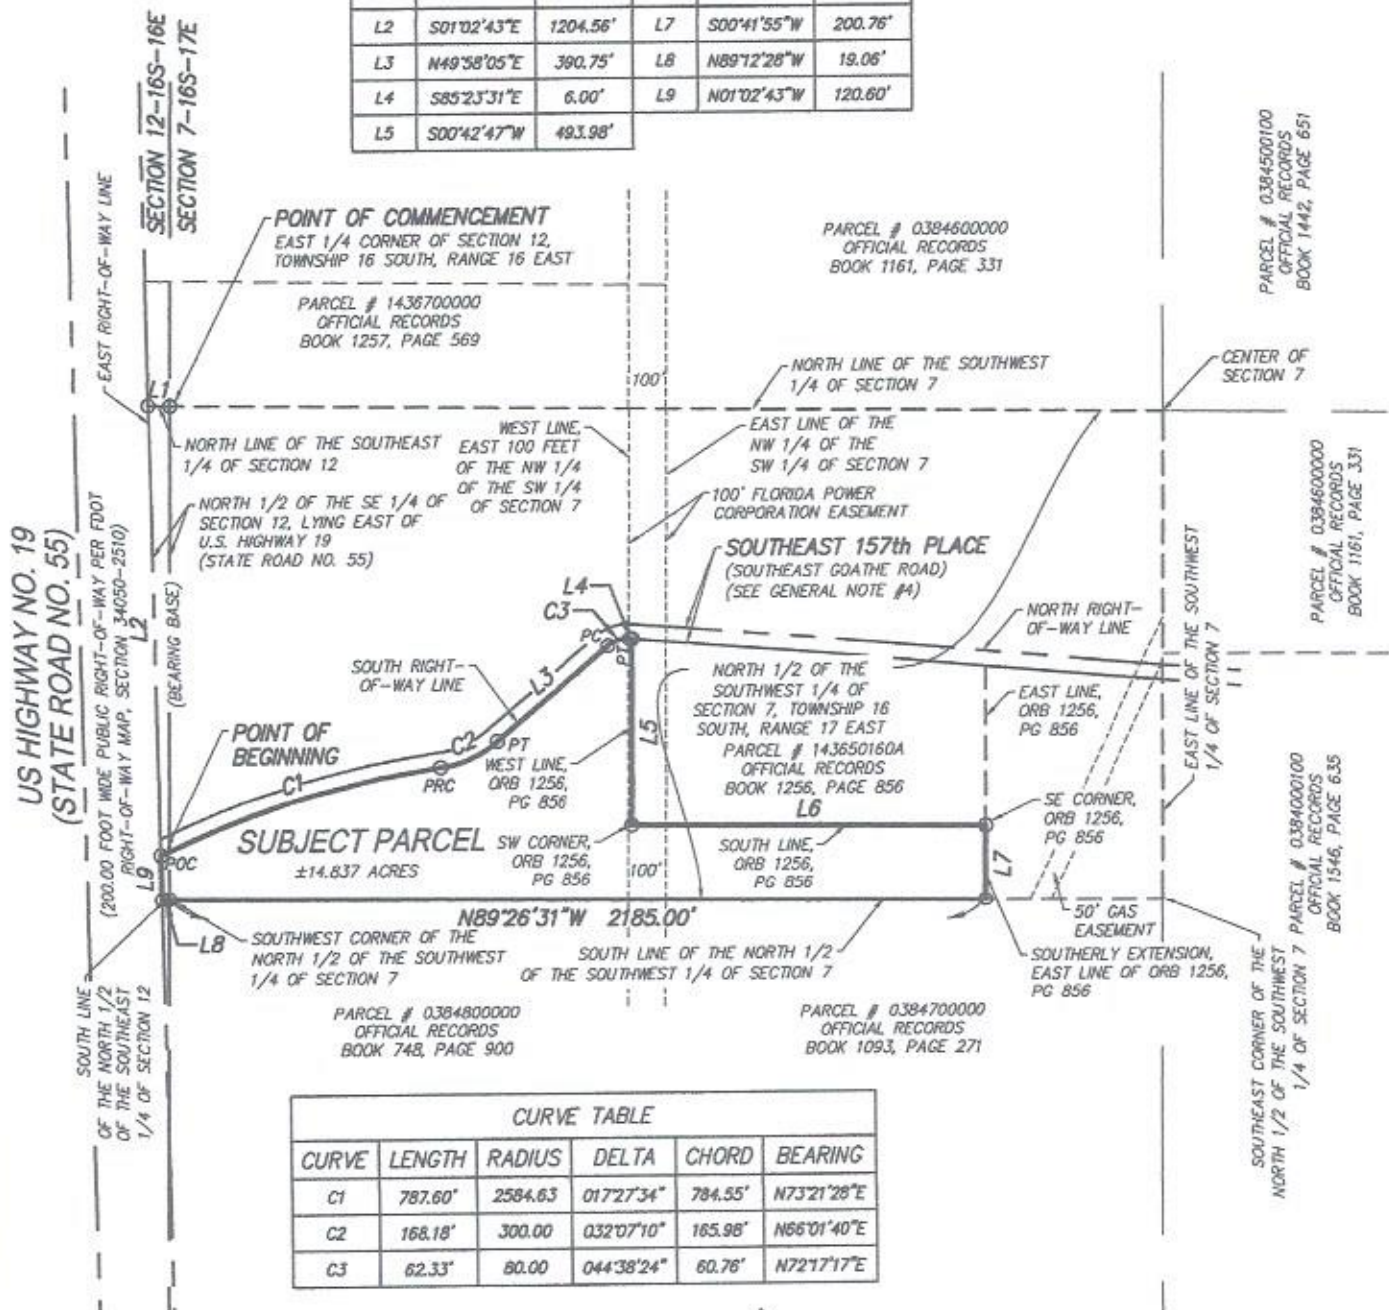 L2 S01°02'43"E 1204.56' L7 S00°41'55"W 200.76'
L3 N49°58'05"E 390.75' L8 N89°12'28"W 19.06'
L4 S85°23'31"E 6.00' L9 N01°02'43"W 120.60'
L5 S00°42'47"W 493.98'
SECTION 12-16S-16E
SECTION 7-16S-17E
EAST RIGHT-OF-WAY LINE
POINT OF COMMENCEMENT
EAST 1/4 CORNER OF SECTION 12,
TOWNSHIP 16 SOUTH, RANGE 16 EAST
PARCEL # 0384600000
OFFICIAL RECORDS
BOOK 1161, PAGE 331
PARCEL # 0384500100
OFFICIAL RECORDS
BOOK 1442, PAGE 651
PARCEL # 1436700000
OFFICIAL RECORDS
BOOK 1257, PAGE 569
100'
NORTH LINE OF THE SOUTHWEST
1/4 OF SECTION 7
CENTER OF
SECTION 7
L1
NORTH LINE OF THE SOUTHEAST
1/4 OF SECTION 12
WEST LINE,
EAST 100 FEET
OF THE NW 1/4
OF THE SW 1/4
OF SECTION 7
EAST LINE OF THE
NW 1/4 OF THE
SW 1/4 OF SECTION 7
NORTH 1/2 OF THE SE 1/4 OF
SECTION 12, LYING EAST OF
U.S. HIGHWAY 19
(STATE ROAD NO. 55)
100' FLORIDA POWER
CORPORATION EASEMENT
SOUTHEAST 157th PLACE
(SOUTHEAST GOATHE ROAD)
(SEE GENERAL NOTE #4)
PARCEL # 0384600000
OFFICIAL RECORDS
BOOK 1161, PAGE 331
US HIGHWAY NO. 19
(STATE ROAD NO. 55)
(200.00 FOOT WIDE PUBLIC RIGHT-OF-WAY PER FDOT
RIGHT-OF-WAY MAP, SECTION 34050-2510)
L2
(BEARING BASE)
L4
C3
PC
PT
NORTH RIGHT-
OF-WAY LINE
EAST LINE OF THE SOUTHWEST
1/4 OF SECTION 7
SOUTH RIGHT-
OF-WAY LINE
L3
NORTH 1/2 OF THE
SOUTHWEST 1/4 OF
SECTION 7, TOWNSHIP 16
SOUTH, RANGE 17 EAST
PARCEL # 143650160A
OFFICIAL RECORDS
BOOK 1256, PAGE 856
EAST LINE,
ORB 1256,
PG 856
L5
POINT OF
BEGINNING
C2
PT
C1
PRC
WEST LINE,
ORB 1256,
PG 856
L6
SUBJECT PARCEL
±14.837 ACRES
SW CORNER,
ORB 1256,
PG 856
SOUTH LINE,
ORB 1256,
PG 856
SE CORNER,
ORB 1256,
PG 856
POC
L9
100'
L7
N89°26'31"W 2185.00'
L8
50' GAS
EASEMENT
SOUTHWEST CORNER OF THE
NORTH 1/2 OF THE SOUTHWEST
1/4 OF SECTION 7
SOUTH LINE OF THE NORTH 1/2
OF THE SOUTHWEST 1/4 OF SECTION 7
SOUTHERLY EXTENSION,
EAST LINE OF ORB 1256,
PG 856
PARCEL # 0384000100
OFFICIAL RECORDS
BOOK 1546, PAGE 635
SOUTHEAST CORNER OF THE
NORTH 1/2 OF THE SOUTHWEST
1/4 OF SECTION 7
SOUTH LINE
OF THE NORTH 1/2
OF THE SOUTHEAST
1/4 OF SECTION 12
PARCEL # 0384800000
OFFICIAL RECORDS
BOOK 748, PAGE 900
PARCEL # 0384700000
OFFICIAL RECORDS
BOOK 1093, PAGE 271
CURVE TABLE
CURVE LENGTH RADIUS DELTA CHORD BEARING
C1 787.60' 2584.63 017°27'34" 784.55' N73°21'28"E
C2 168.18' 300.00 032°07'10" 165.98' N66°01'40"E
C3 62.33' 80.00 044°38'24" 60.76' N72°17'17"E